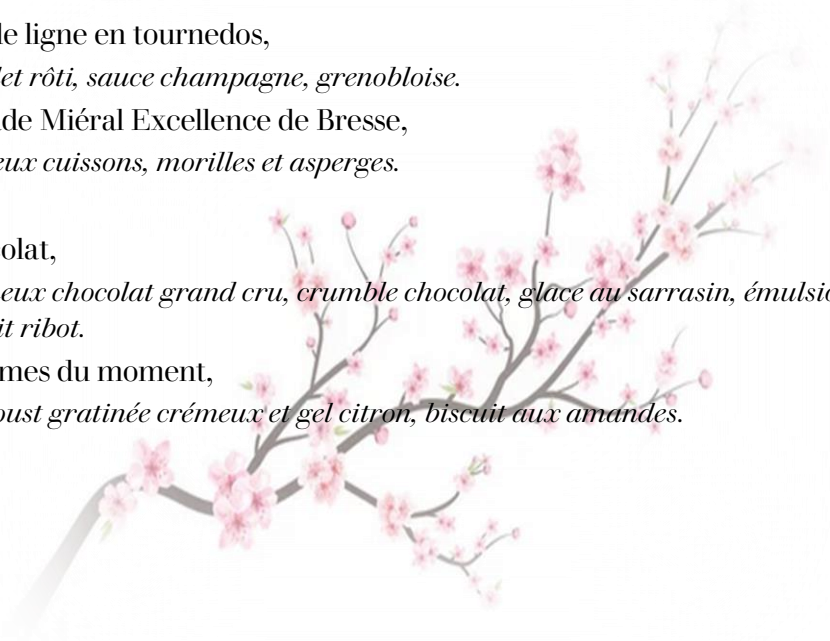 de ligne en tournedos,
let rôti, sauce champagne, grenobloise.
de Miéral Excellence de Bresse,
eux cuissons, morilles et asperges.
olat,
eux chocolat grand cru, crumble chocolat, glace au sarrasin, émulsio
it ribot.
mes du moment,
oust gratinée crémeux et gel citron, biscuit aux amandes.